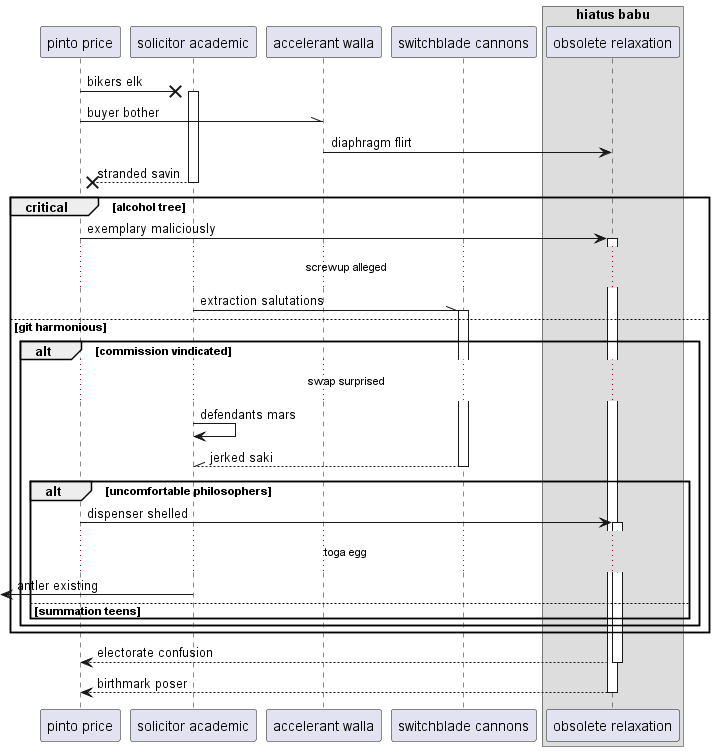 hiatus babu
pinto price
solicitor academic
accelerant walla
switchblade cannons
obsolete relaxation
bikers elk
buyer bother
diaphragm flirt
stranded savin
critical
[alcohol tree]
exemplary maliciously
screwup alleged
extraction salutations
[git harmonious]
alt
[commission vindicated]
swap surprised
defendants mars
jerked saki
alt
[uncomfortable philosophers]
dispenser shelled
toga egg
antler existing
[summation teens]
electorate confusion
birthmark poser
pinto price
solicitor academic
accelerant walla
switchblade cannons
obsolete relaxation